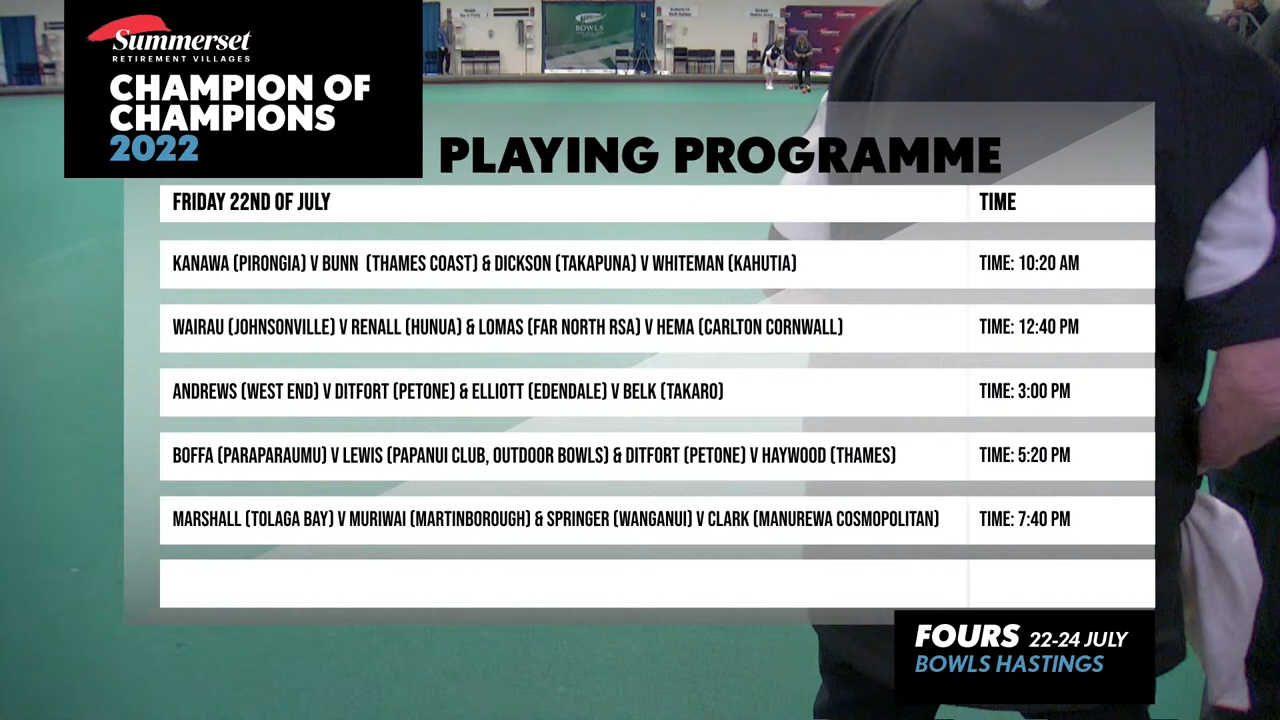 Summerset
RETIREMENT VILLAGES
CHAMPION OF
CHAMPIONS
2022
PLAYING PROGRAMME
FRIDAY 22ND OF JULY TIME
KANAWA (PIRONGIA) V BUNN (THAMES COAST) & DICKSON (TAKAPUNA) V WHITEMAN (KAHUTIA) TIME: 10:20 AM
WAIRAU (JOHNSONVILLE) V RENALL (HUNUA) & LOMAS (FAR NORTH RSA) V HEMA (CARLTON CORNWALL) TIME: 12:40 PM
ANDREWS (WEST END) V DITFORT (PETONE) & ELLIOTT (EDENDALE) V BELK (TAKARO) TIME: 3:00 PM
BOFFA (PARAPARAUMU) V LEWIS (PAPANUI CLUB, OUTDOOR BOWLS) & DITFORT (PETONE) V HAYWOOD (THAMES) TIME: 5:20 PM
MARSHALL (TOLAGA BAY) V MURIWAI (MARTINBOROUGH) & SPRINGER (WANGANUI) V CLARK (MANUREWA COSMOPOLITAN) TIME: 7:40 PM
FOURS 22-24 JULY
BOWLS HASTINGS
Summerset
BOWLS